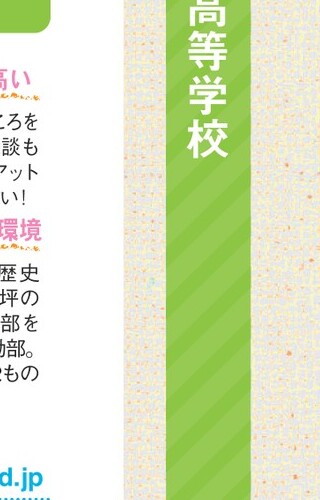 高等学校
高い
ころを
談も
アット
い!
環境
歴史
坪の
部を
動部。
もの
d.jp